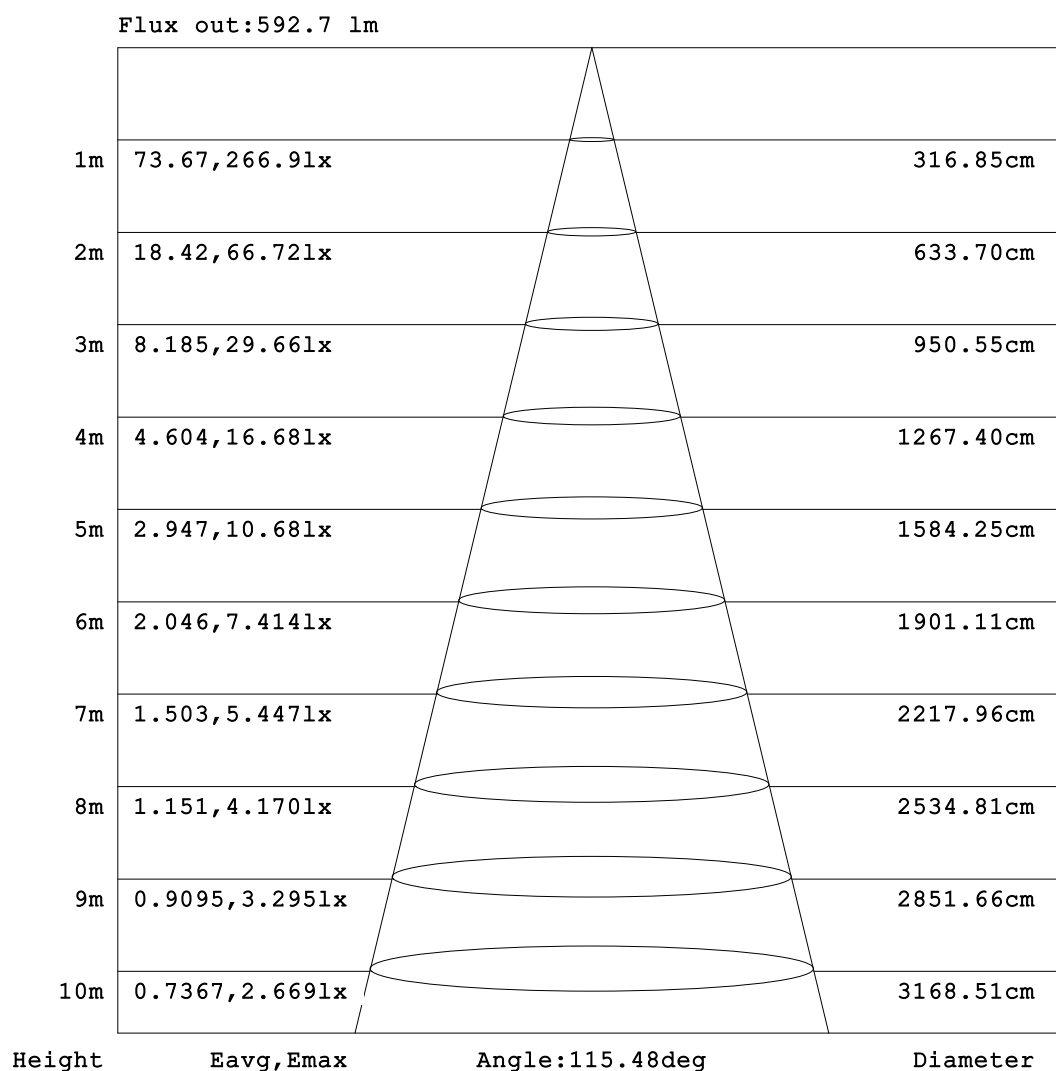 Flux out:592.7 lm
1m 73.67,266.9lx 316.85cm
2m 18.42,66.72lx 633.70cm
3m 8.185,29.66lx 950.55cm
4m 4.604,16.68lx 1267.40cm
5m 2.947,10.68lx 1584.25cm
6m 2.046,7.414lx 1901.11cm
7m 1.503,5.447lx 2217.96cm
8m 1.151,4.170lx 2534.81cm
9m 0.9095,3.295lx 2851.66cm
10m 0.7367,2.669lx 3168.51cm
Height Eavg,Emax Angle:115.48deg Diameter